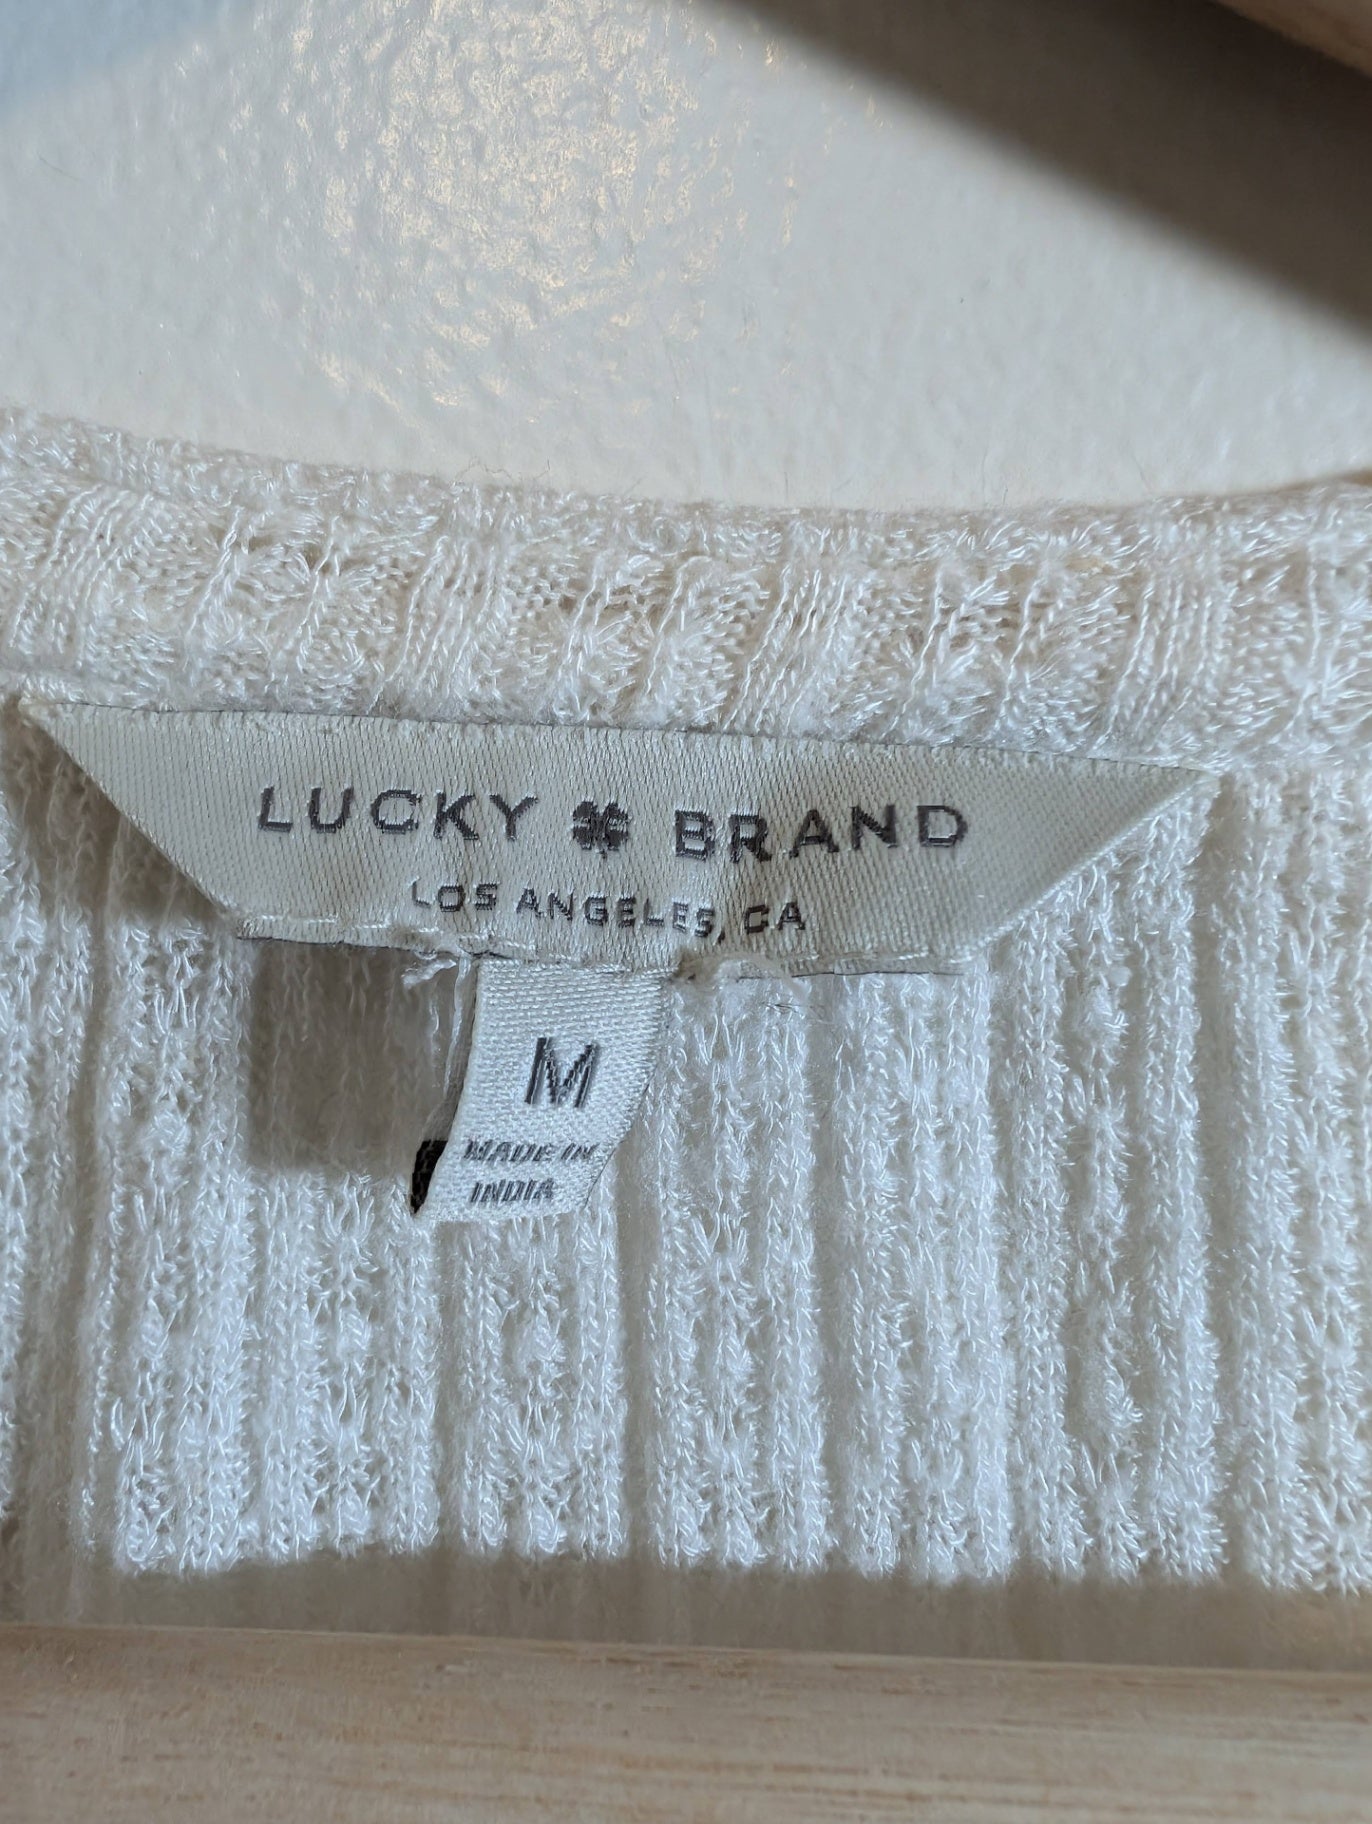 LUCKY BRAND
LOS ANGELES, CA
M
MADE IN
INDIA